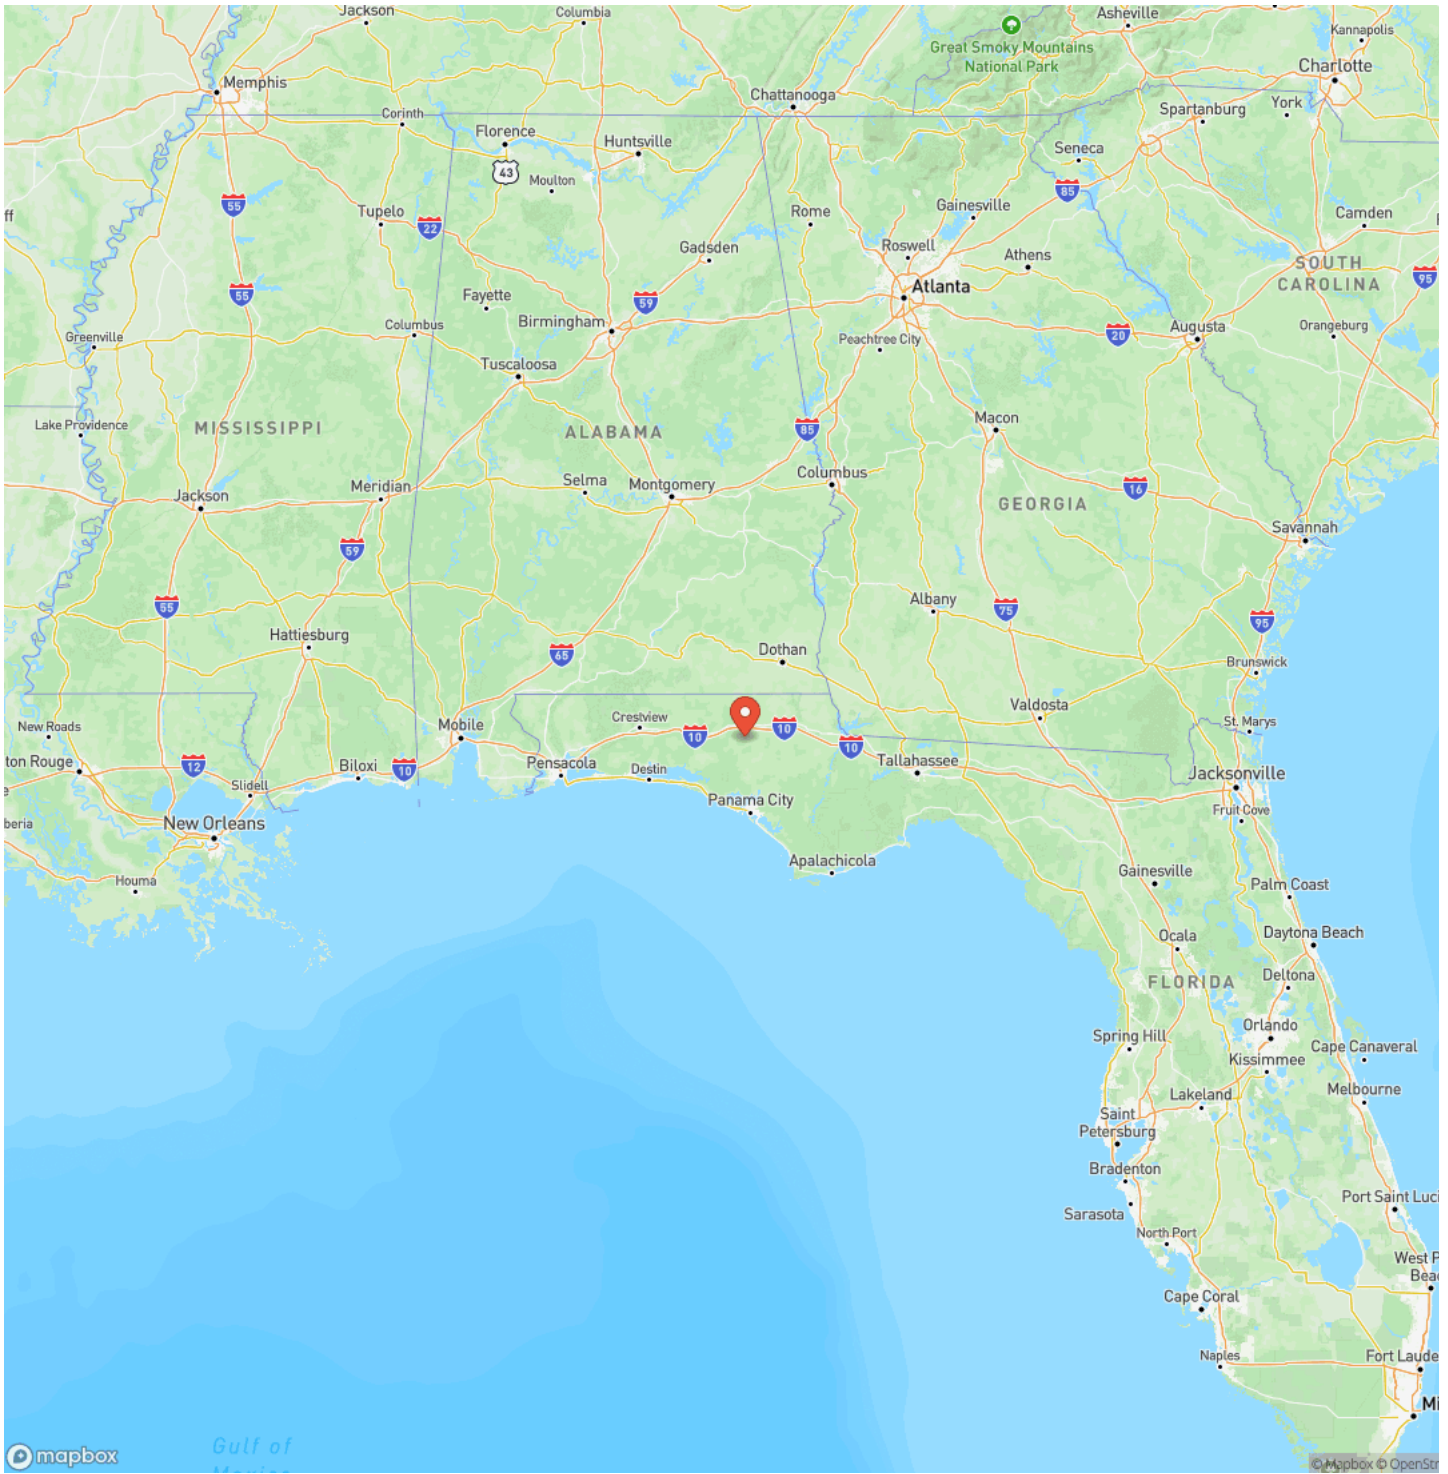 Jackson
Columbia
Asheville
Great Smoky Mountains
National Park
Kannapolis
Charlotte
Memphis
Chattanooga
Spartanburg
York
Corinth
Florence
Huntsville
Seneca
43
Moulton
85
55
Tupelo
22
Rome
Gainesville
Camden
ff
Gadsden
Roswell
Athens
SOUTH
CAROLINA
95
55
Fayette
59
Atlanta
Greenville
Columbus
Birmingham
Peachtree City
20
Augusta
Orangeburg
Tuscaloosa
Lake Providence
MISSISSIPPI
ALABAMA
85
Macon
Jackson
Meridian
Selma
Montgomery
Columbus
16
GEORGIA
Savannah
59
55
Albany
75
95
Hattiesburg
65
Dothan
Brunswick
New Roads
Mobile
Crestview
10
10
Valdosta
St. Marys
ton Rouge
12
Biloxi
10
Pensacola
Destin
10
Tallahassee
Jacksonville
Slidell
Panama City
Fruit Cove
beria
New Orleans
Houma
Apalachicola
Gainesville
Palm Coast
Ocala
Daytona Beach
FLORIDA
Deltona
Orlando
Spring Hill
Cape Canaveral
Kissimmee
Lakeland
Melbourne
Saint
Petersburg
Bradenton
Sarasota
Port Saint Luci
North Port
West P
Beac
Cape Coral
Naples
Fort Laude
Mi
Gulf of
Mexico
mapbox
© Mapbox © OpenStr